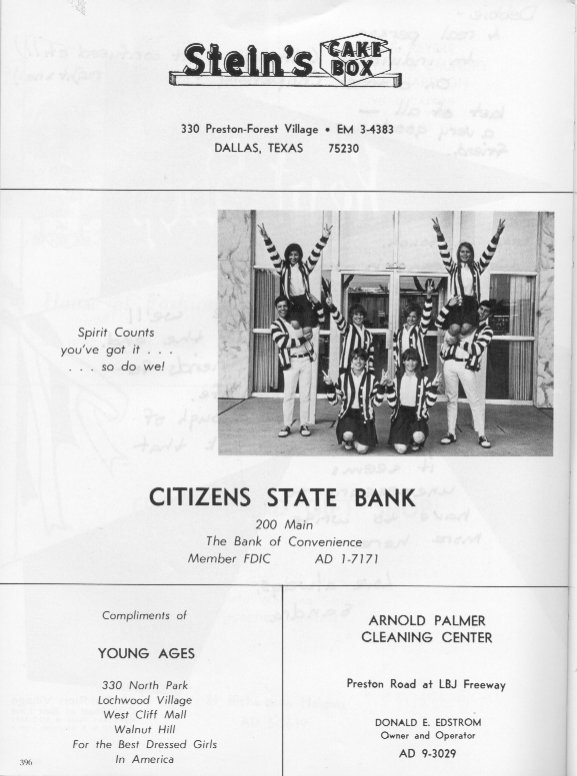 Stein's CAKE BOX
330 Preston-Forest Village • EM 3-4383
DALLAS, TEXAS 75230
Spirit Counts
you've got it . . .
. . . so do we!
CITIZENS STATE BANK
200 Main
The Bank of Convenience
Member FDIC AD 1-7171
Compliments of
YOUNG AGES
330 North Park
Lochwood Village
West Cliff Mall
Walnut Hill
For the Best Dressed Girls
In America
396
ARNOLD PALMER
CLEANING CENTER
Preston Road at LBJ Freeway
DONALD E. EDSTROM
Owner and Operator
AD 9-3029